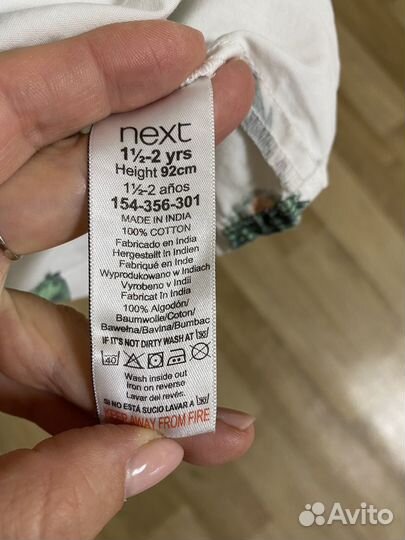 next
1½-2 yrs
Height 92cm
1½-2 años
154-356-301
MADE IN INDIA
100% COTTON
Fabricado en India
Hergestellt in Indien
Fabriqué en Inde
Wyprodukowano w Indiach
Vyrobeno v Indii
Fabricat în India
100% Algodón/
Baumwolle/Coton/
Bawełna/Bavlna/Bumbac
IF IT'S NOT DIRTY WASH AT 30
40
Wash inside out
Iron on reverse
Lavar del revés.
SI NO ESTÁ SUCIO LAVAR A 30
KEEP AWAY FROM FIRE
Avito